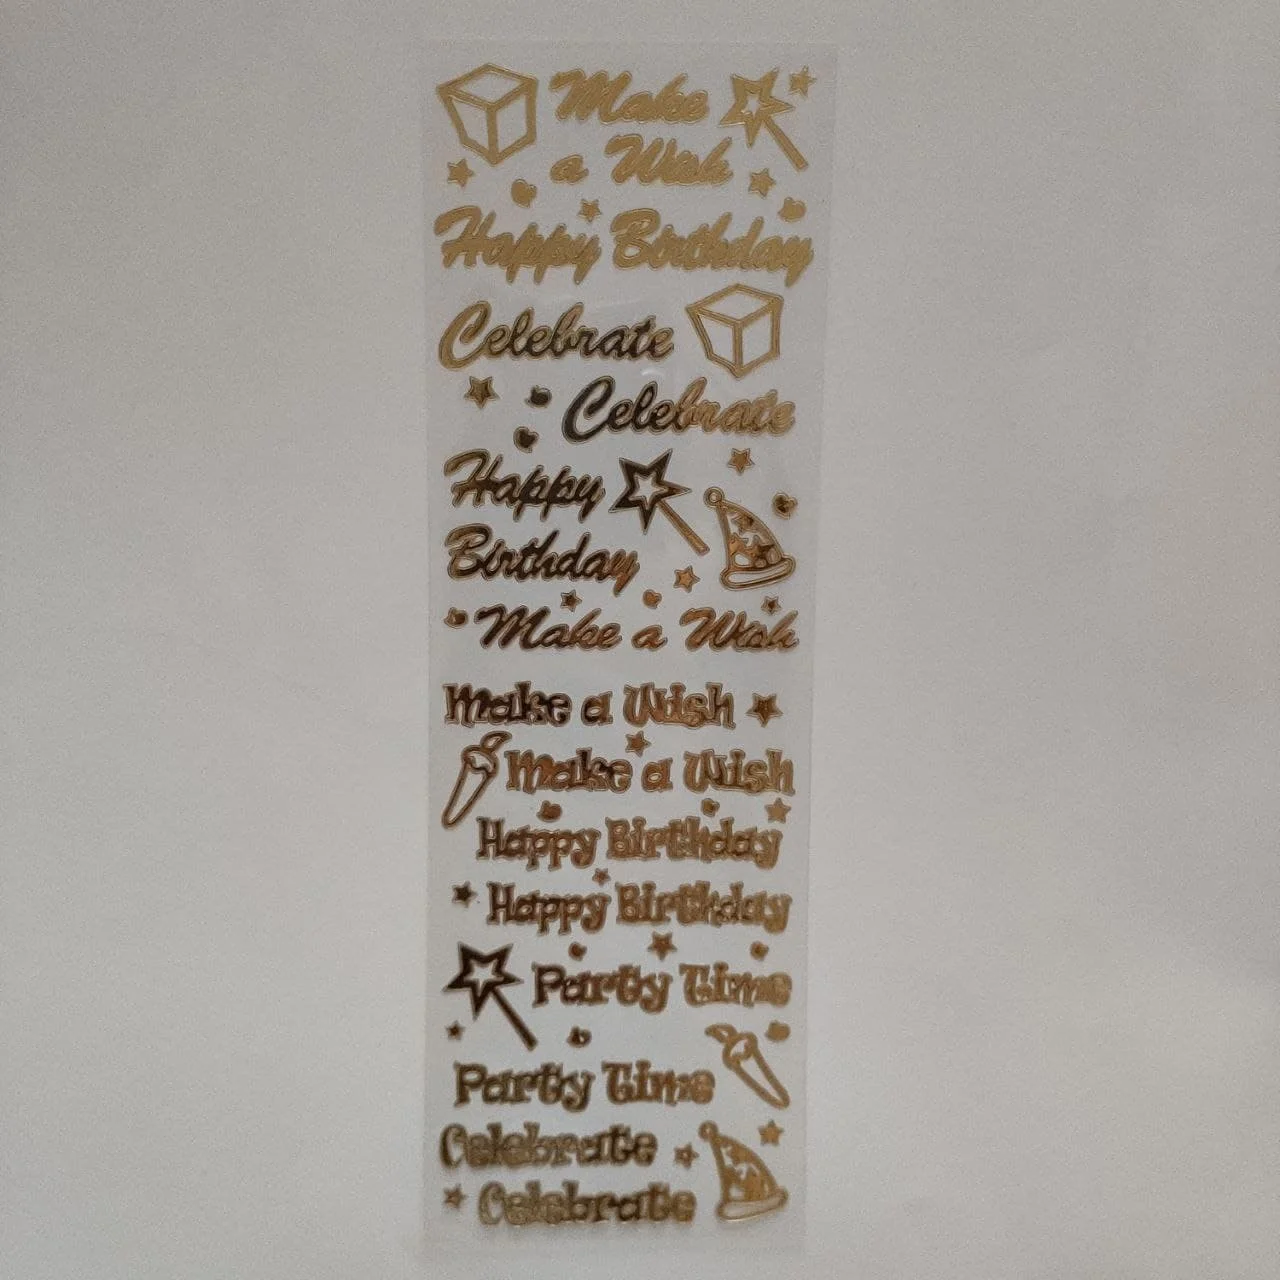 Make
a Wish
Happy Birthday
Celebrate
Celebrate
Happy
Birthday
Make a Wish
Make a Wish
Make a Wish
Happy Birthday
Happy Birthday
Party Time
Party Time
Celebrate
Celebrate